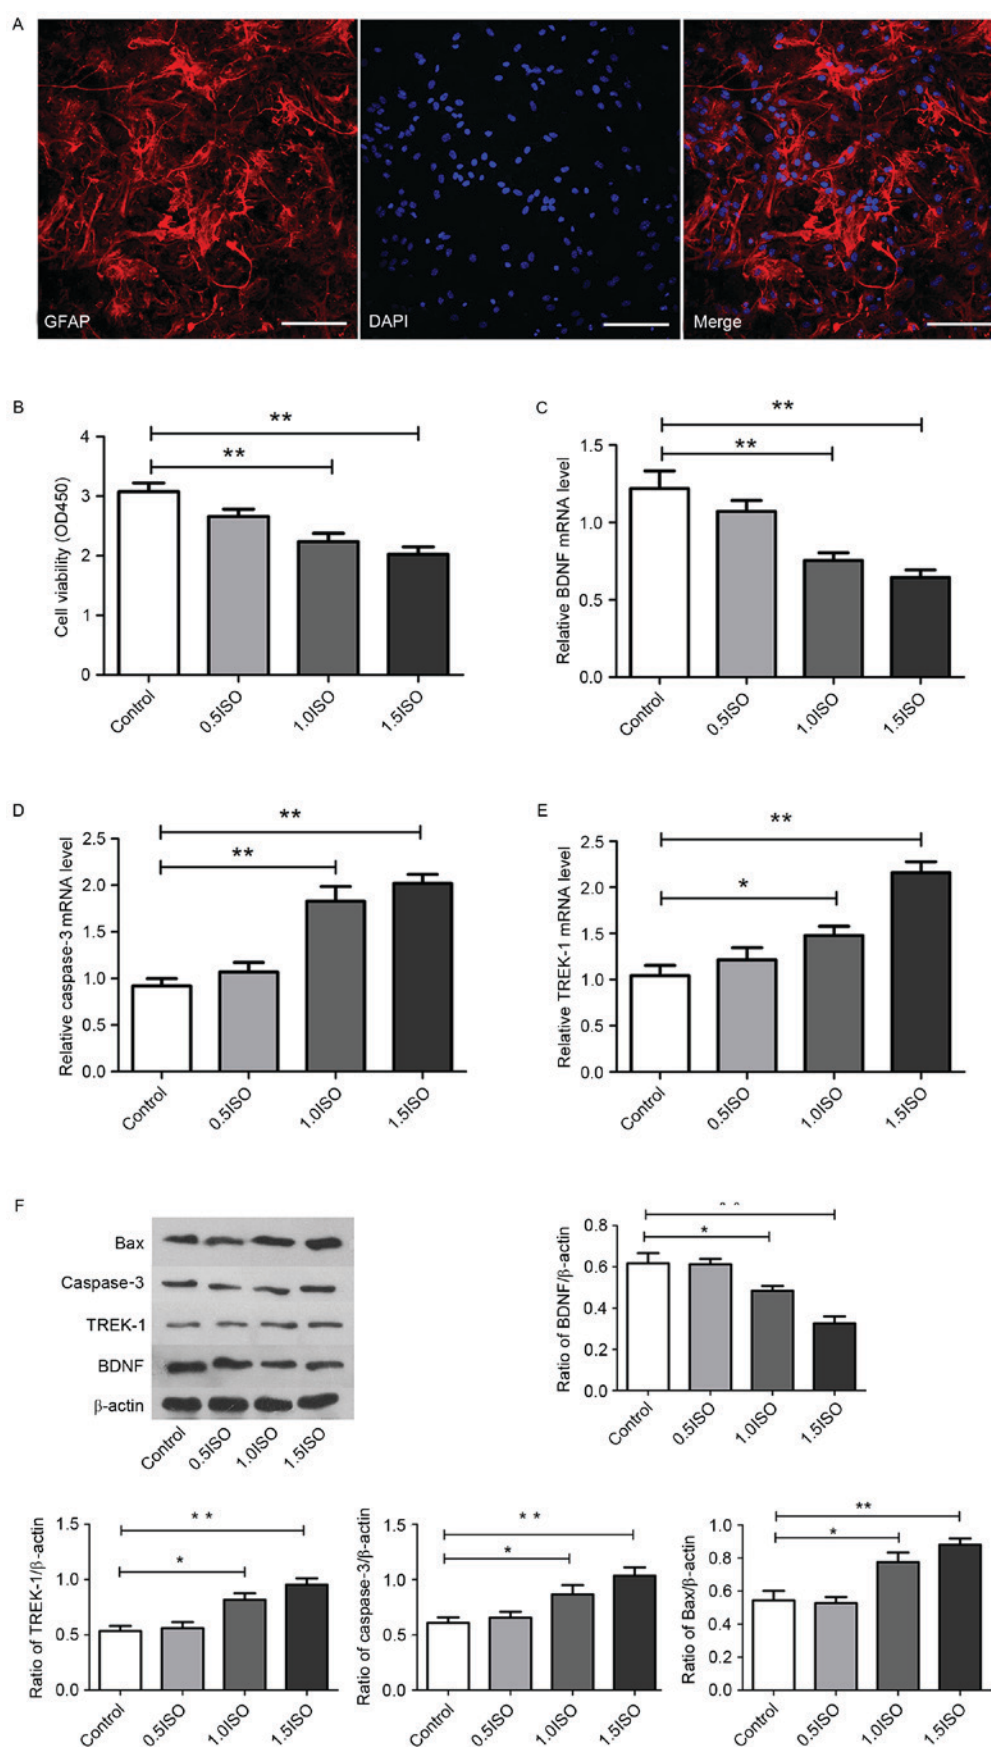 A
GFAP
DAPI
Merge
B
**
**
Cell viability (OD450)
4
3
2
1
0
Control
0.5ISO
1.0ISO
1.5ISO
C
**
**
Relative BDNF mRNA level
1.5
1.0
0.5
0.0
Control
0.5ISO
1.0ISO
1.5ISO
D
**
**
Relative caspase-3 mRNA level
2.5
2.0
1.5
1.0
0.5
0.0
Control
0.5ISO
1.0ISO
1.5ISO
E
**
*
Relative TREK-1 mRNA level
2.5
2.0
1.5
1.0
0.5
0.0
Control
0.5ISO
1.0ISO
1.5ISO
F
Bax
Caspase-3
TREK-1
BDNF
β-actin
Control
0.5ISO
1.0ISO
1.5ISO
*
Ratio of BDNF/β-actin
0.8
0.6
0.4
0.2
0.0
Control
0.5ISO
1.0ISO
1.5ISO
* *
*
Ratio of TREK-1/β-actin
1.5
1.0
0.5
0.0
Control
0.5ISO
1.0ISO
1.5ISO
* *
*
Ratio of caspase-3/β-actin
1.5
1.0
0.5
0.0
Control
0.5ISO
1.0ISO
1.5ISO
**
*
Ratio of Bax/β-actin
1.0
0.8
0.6
0.4
0.2
0.0
Control
0.5ISO
1.0ISO
1.5ISO